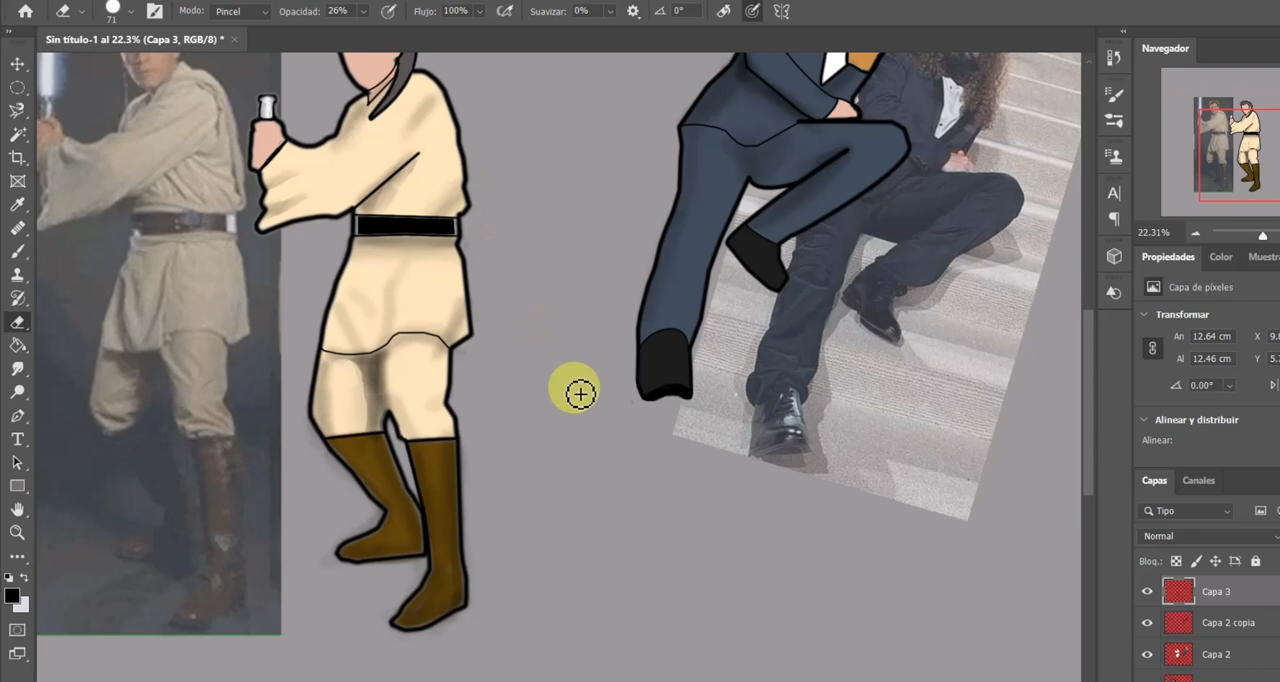 71
Modo: Pincel
Opacidad: 26%
Flujo: 100%
Suavizar: 0%
0°
Sin título-1 al 22.3% (Capa 3, RGB/8) *
Navegador
22.31%
Propiedades Color
Capa de píxeles
Transformar
An 12.64 cm X
Al 12.46 cm Y
0.00°
Alinear y distribuir
Alinear:
Capas Canales
Tipo
Normal
Bloq.:
Capa 3
Capa 2 copia
Capa 2